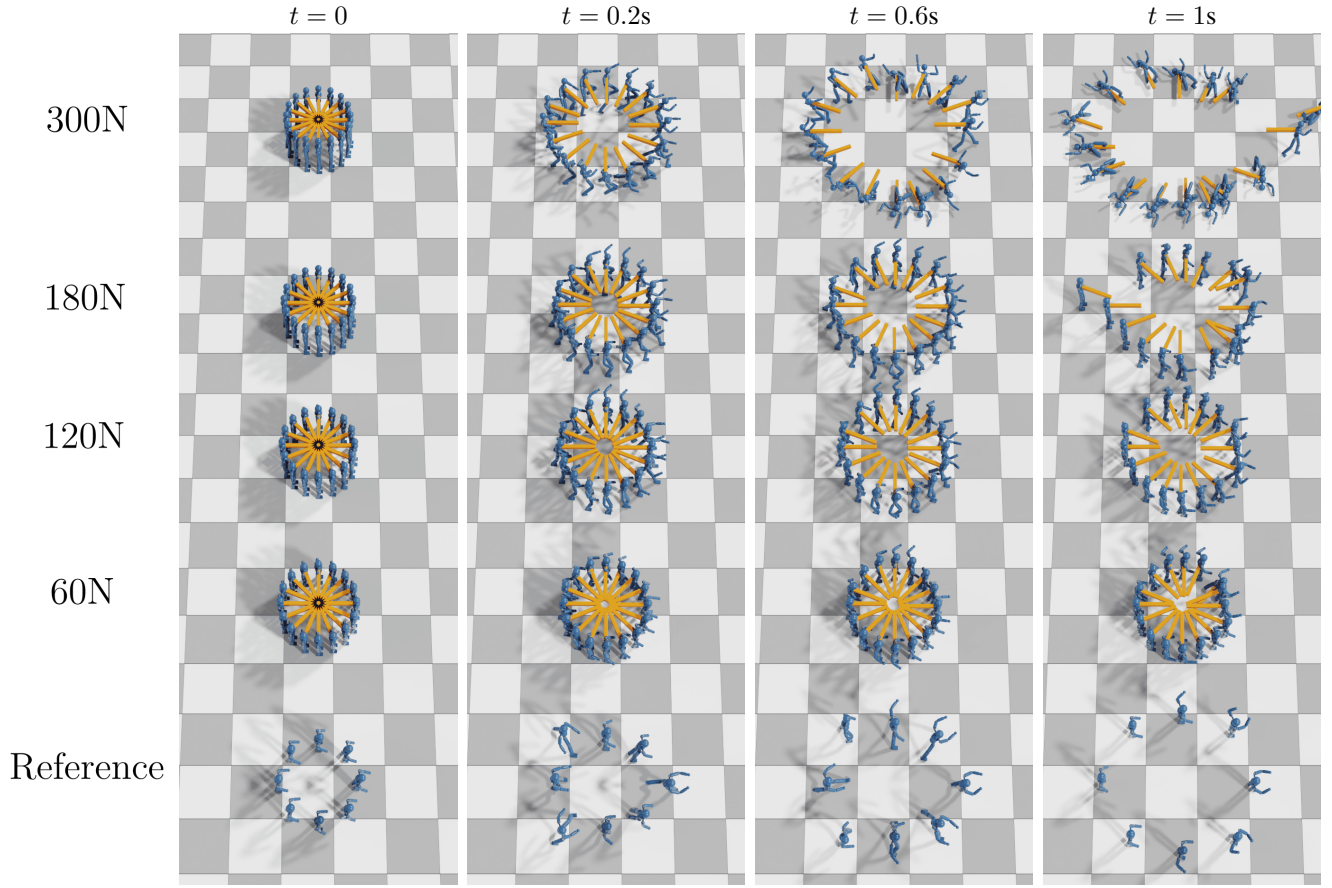 t = 0 t = 0.2s t = 0.6s t = 1s
300N
180N
120N
60N
Reference